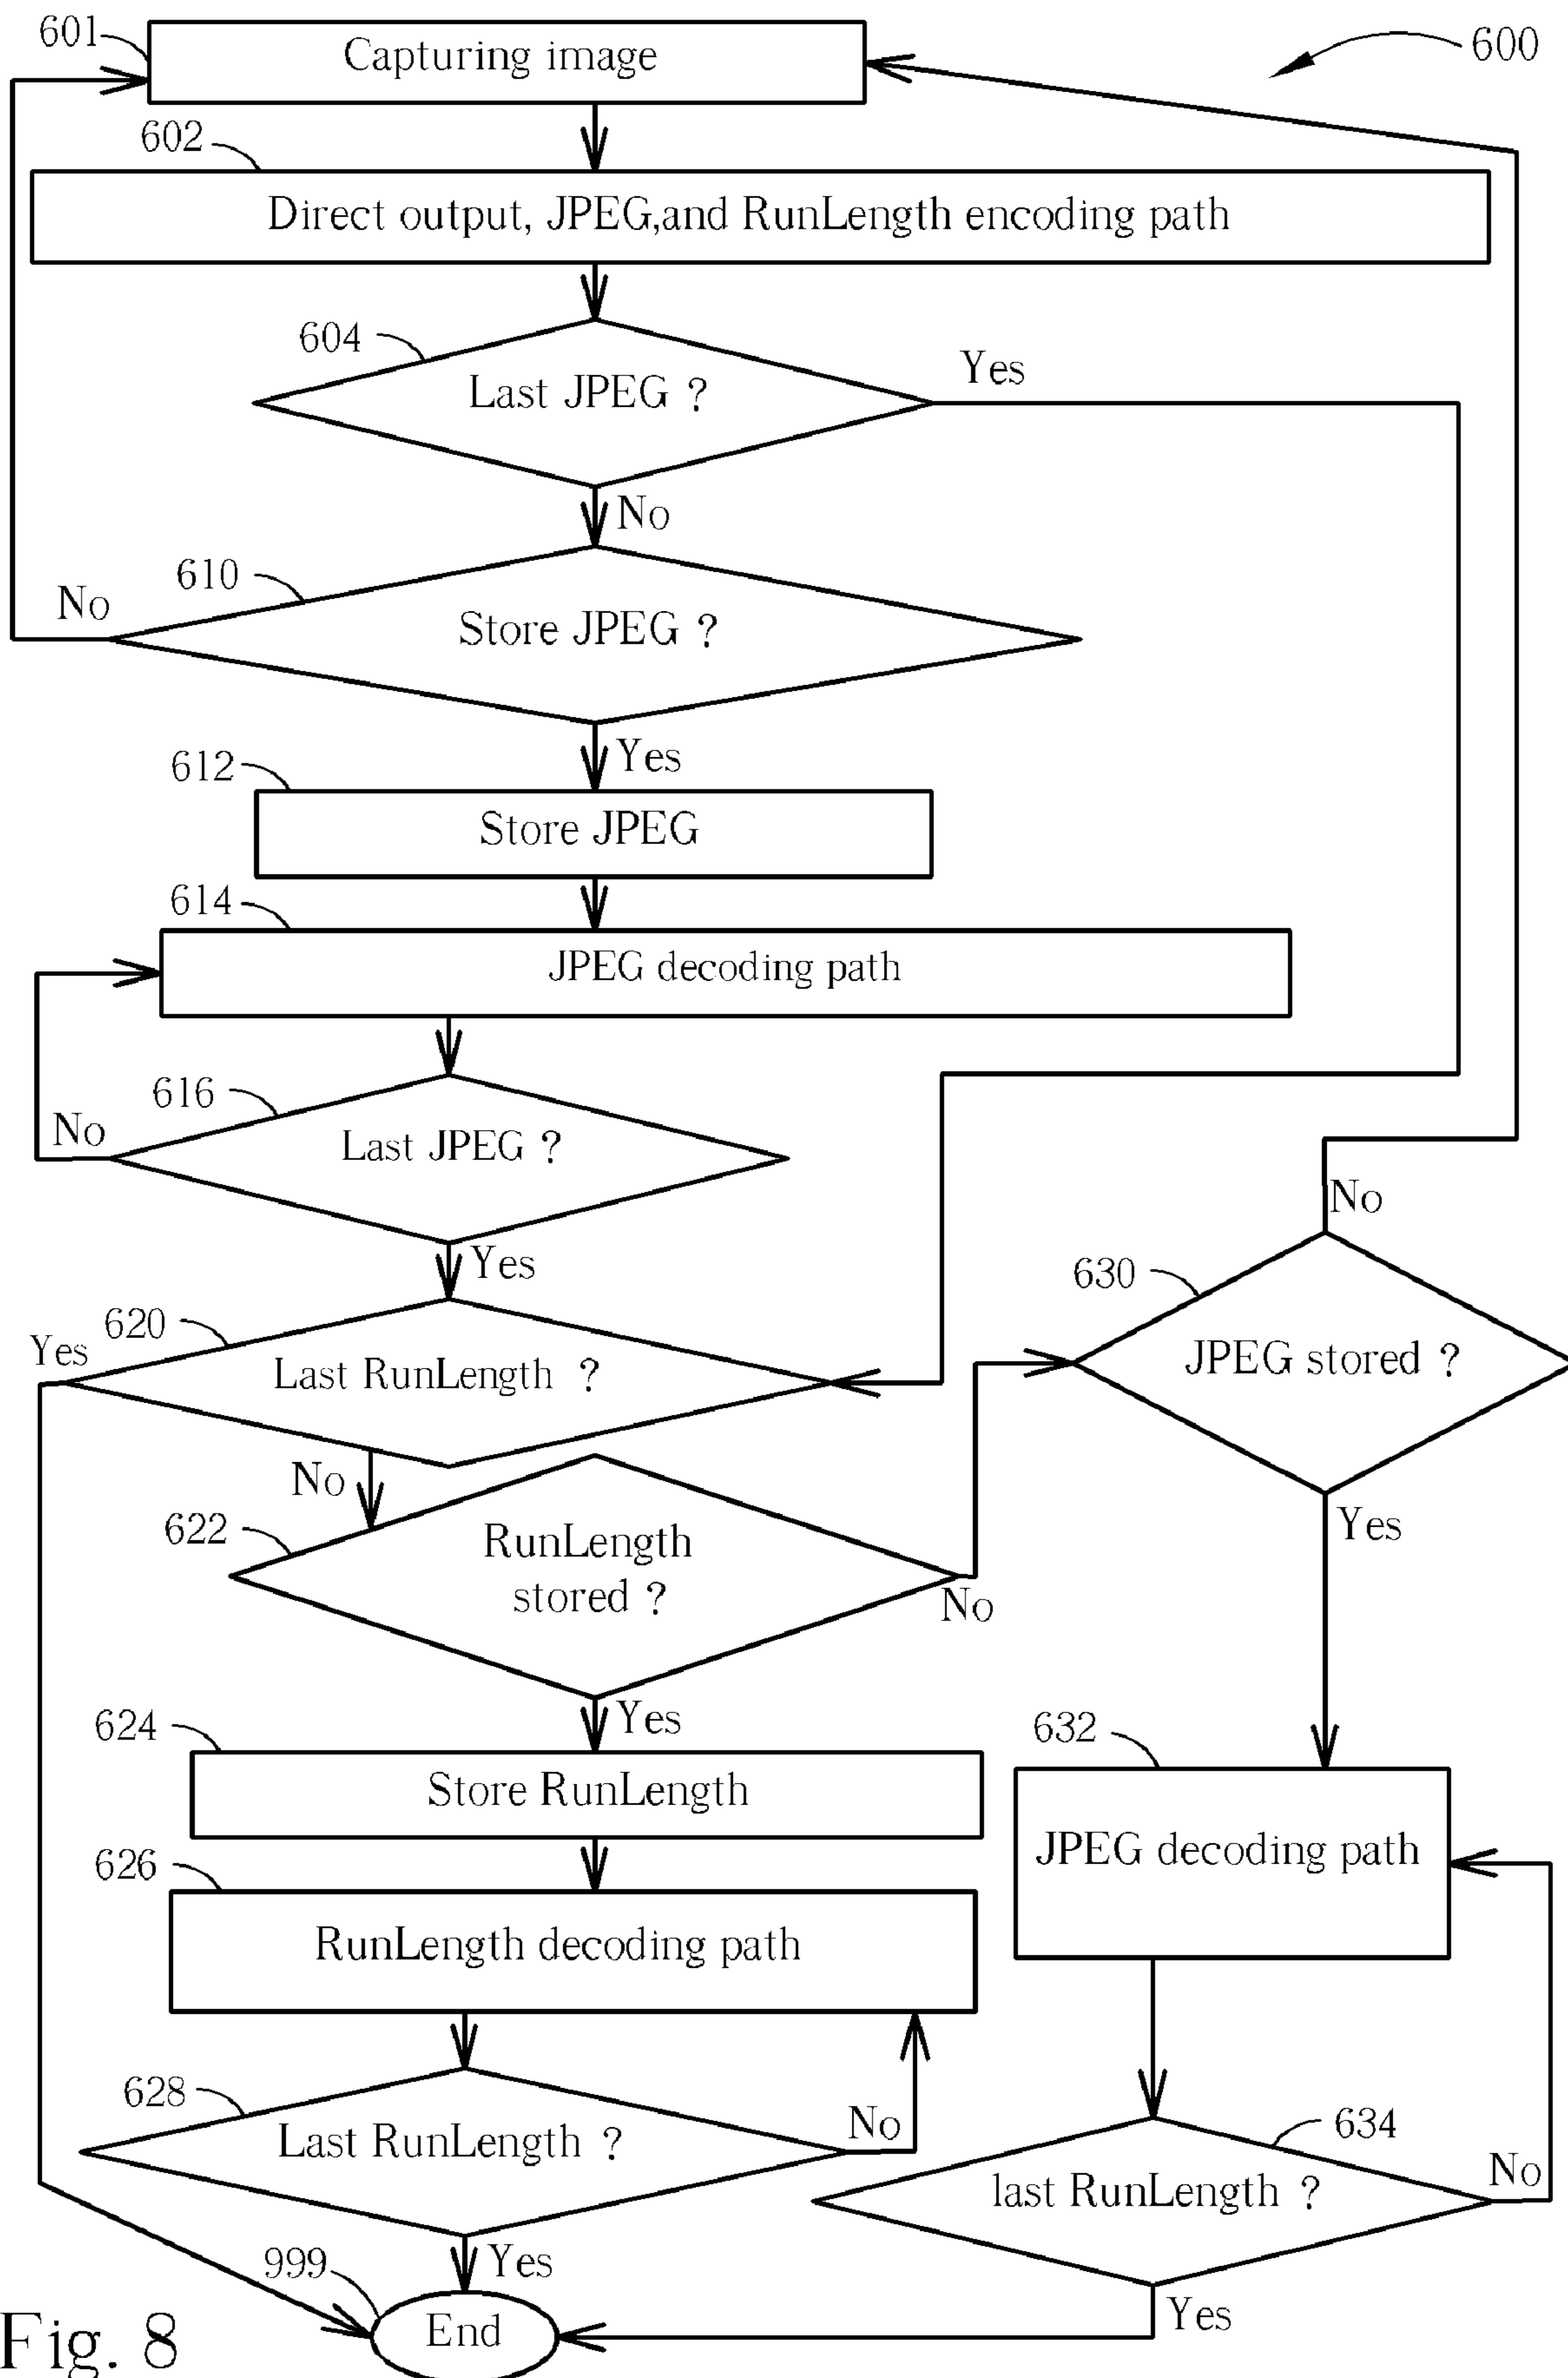 601
Capturing image
600
602
Direct output, JPEG,and RunLength encoding path
604
Last JPEG ?
Yes
No
610
No
Store JPEG ?
Yes
612
Store JPEG
614
JPEG decoding path
616
No
Last JPEG ?
Yes
No
630
JPEG stored ?
Yes
620
Yes
Last RunLength ?
No
622
RunLength
stored ?
No
Yes
624
Store RunLength
632
JPEG decoding path
626
RunLength decoding path
628
Last RunLength ?
No
634
last RunLength ?
No
Yes
999
End
Yes
Fig. 8